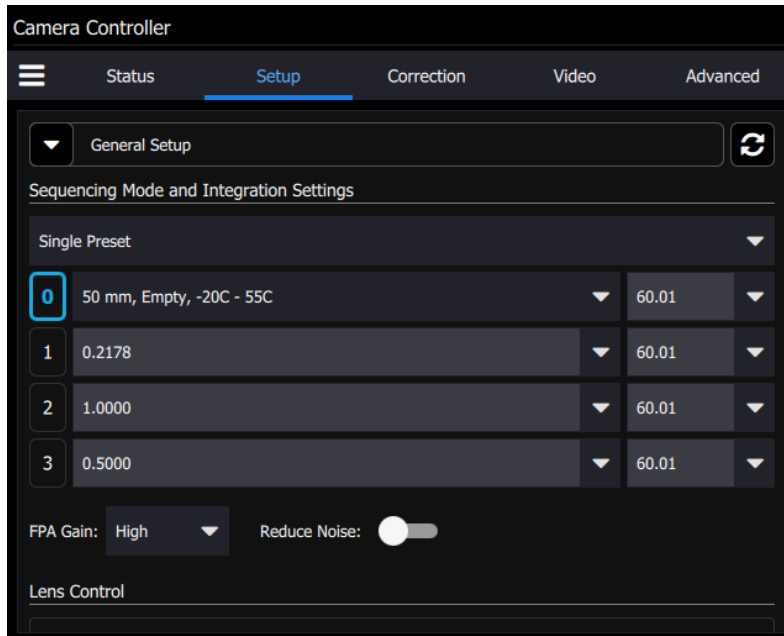 Camera Controller
Status Setup Correction Video Advanced
General Setup
Sequencing Mode and Integration Settings
Single Preset
0 50 mm, Empty, -20C - 55C 60.01
1 0.2178 60.01
2 1.0000 60.01
3 0.5000 60.01
FPA Gain: High Reduce Noise:
Lens Control